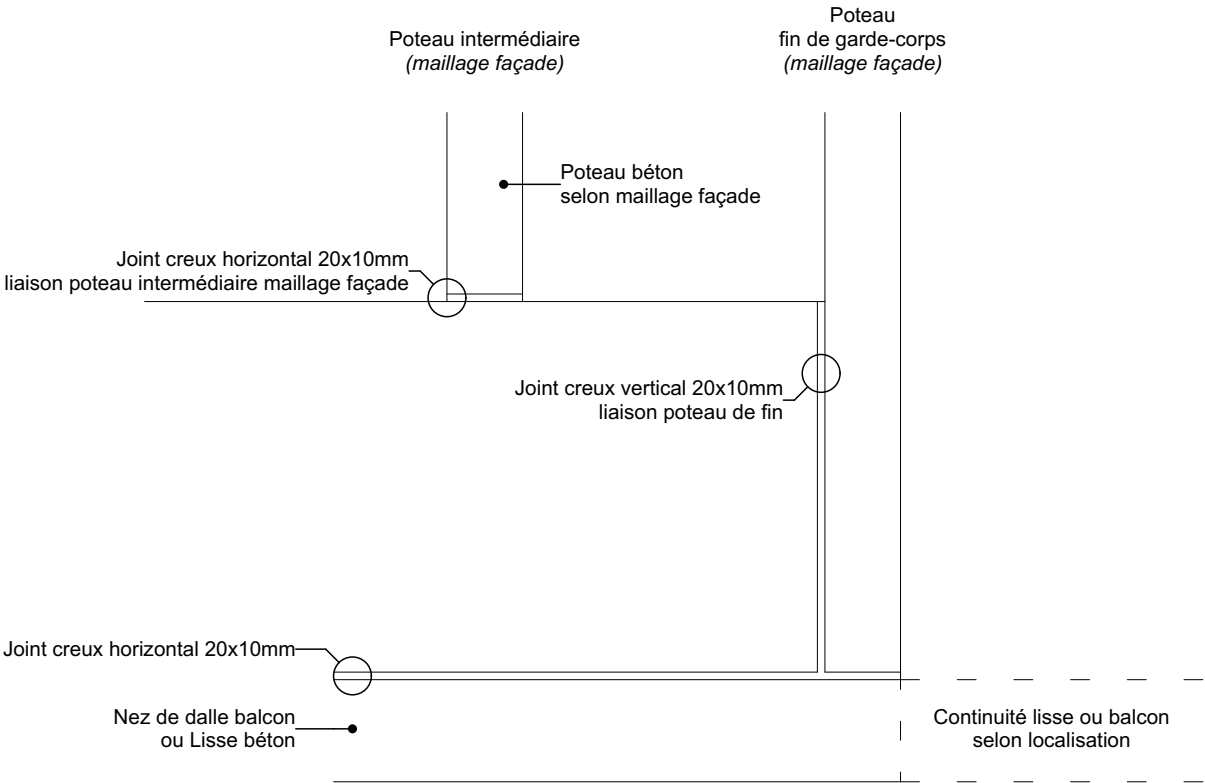 Poteau intermédiaire
(maillage façade)
Poteau
fin de garde-corps
(maillage façade)
Poteau béton
selon maillage façade
Joint creux horizontal 20x10mm
liaison poteau intermédiaire maillage façade
Joint creux vertical 20x10mm
liaison poteau de fin
Joint creux horizontal 20x10mm
Nez de dalle balcon
ou Lisse béton
Continuité lisse ou balcon
selon localisation